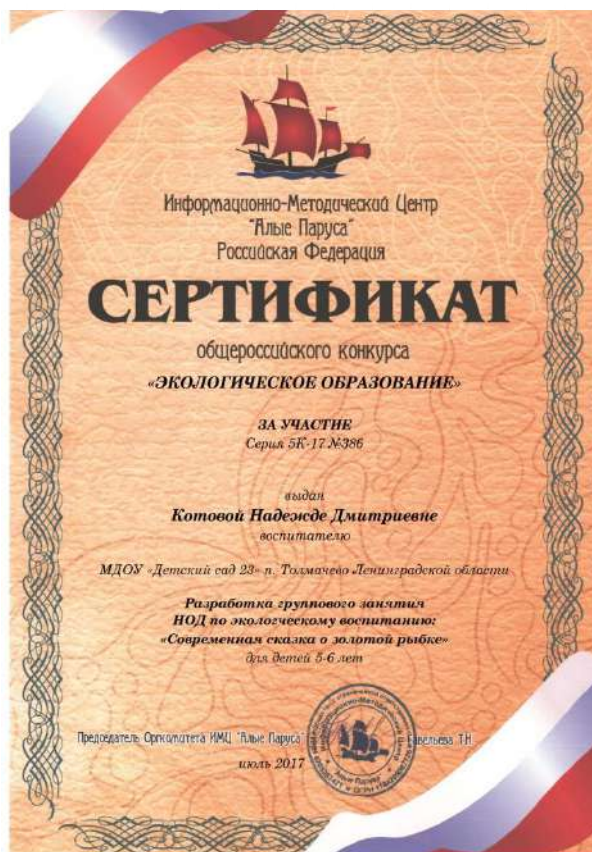 Информационно-Методический Центр
"Алые Паруса"
Российская Федерация
СЕРТИФИКАТ
общероссийского конкурса
«ЭКОЛОГИЧЕСКОЕ ОБРАЗОВАНИЕ»
ЗА УЧАСТИЕ
Серия 5К-17 №386
выдан
Котовой Надежде Дмитриевне
воспитателю
МДОУ «Детский сад 23» п. Толмачево Ленинградской области
Разработка группового занятия
НОД по экологческому воспитанию:
«Современная сказка о золотой рыбке»
для детей 5-6 лет
Председатель Оргкомитета ИМЦ "Алые Паруса"
июль 2017